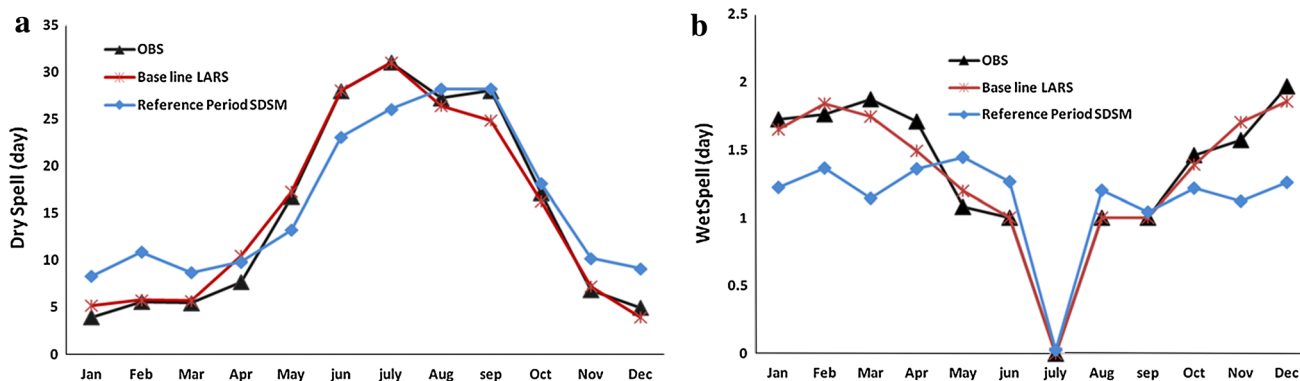 a
Dry Spell (day)
35
30
25
20
15
10
5
0
OBS
Base line LARS
Reference Period SDSM
Jan Feb Mar Apr May jun july Aug sep Oct Nov Dec
b
WetSpell (day)
2.5
2
1.5
1
0.5
0
OBS
Base line LARS
Reference Period SDSM
Jan Feb Mar Apr May jun july Aug Sep Oct Nov Dec